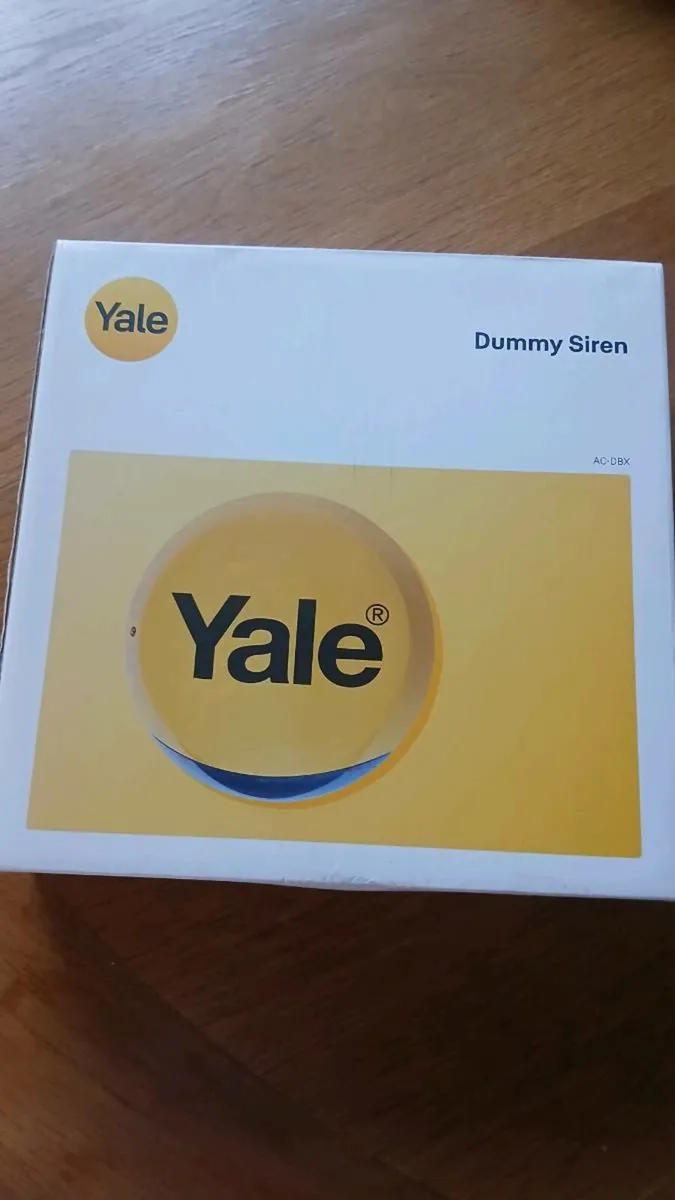 Yale
Dummy Siren
AC-DBX
Yale®